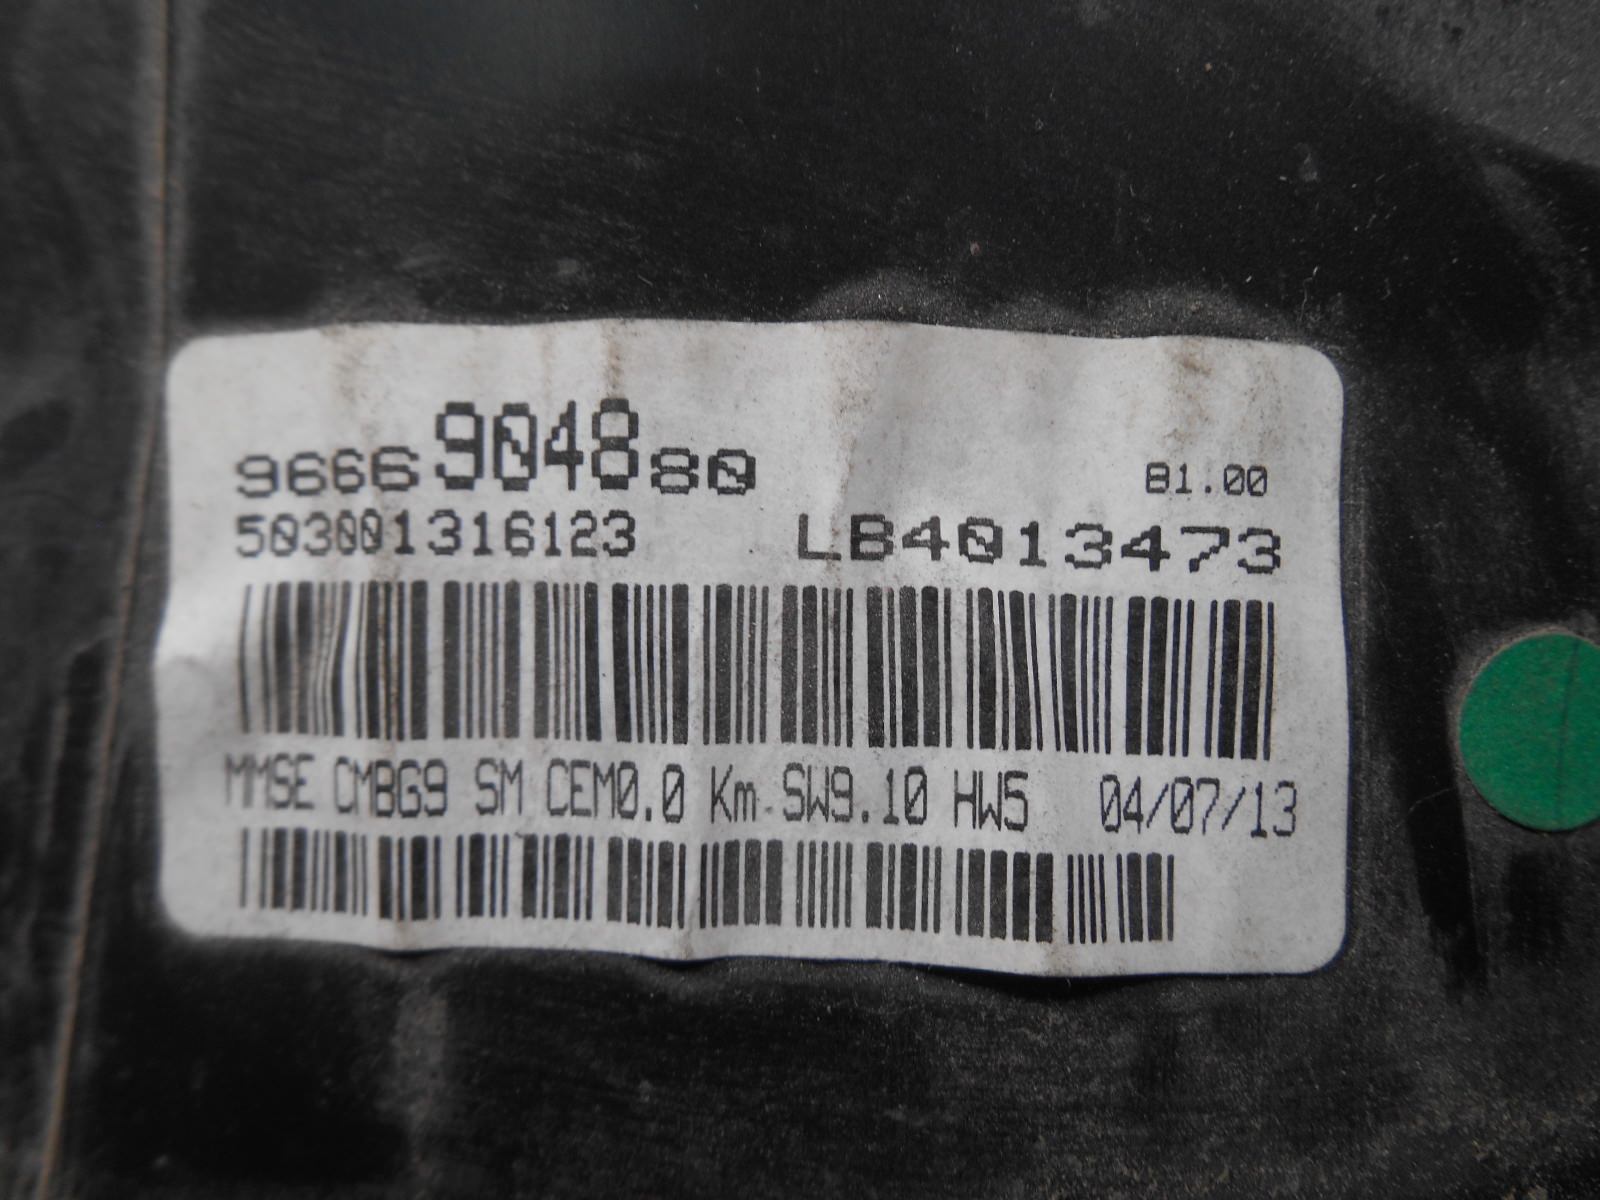 9666904880 81.00
503001316123 LB4013473
MMSE CMBG9 SM CEM0.0 Km SW9.10 HW5 04/07/13